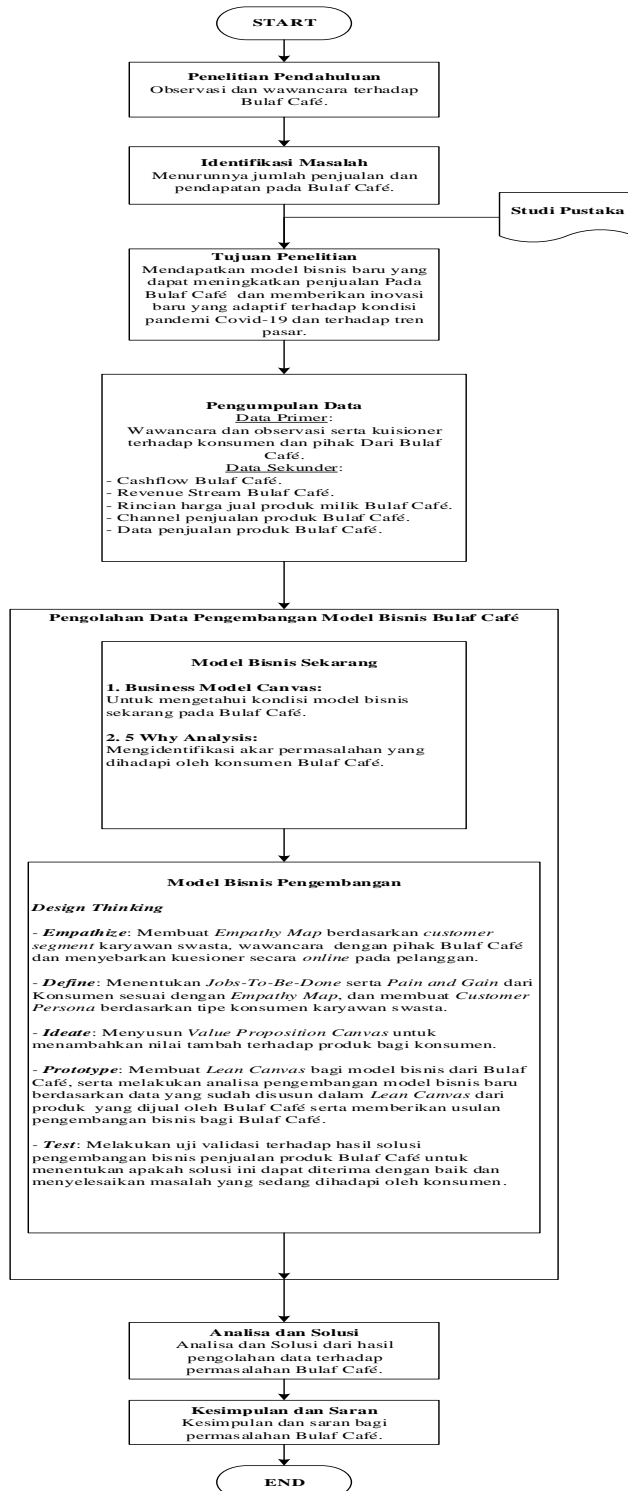 START
Penelitian Pendahuluan
Observasi dan wawancara terhadap
Bulaf Café.
Identifikasi Masalah
Menurunnya jumlah penjualan dan
pendapatan pada Bulaf Café.
Studi Pustaka
Tujuan Penelitian
Mendapatkan model bisnis baru yang
dapat meningkatkan penjualan Pada
Bulaf Café dan memberikan inovasi
baru yang adaptif terhadap kondisi
pandemi Covid-19 dan terhadap tren
pasar.
Pengumpulan Data
Data Primer:
Wawancara dan observasi serta kuisioner
terhadap konsumen dan pihak Dari Bulaf
Café.
Data Sekunder:
- Cashflow Bulaf Café.
- Revenue Stream Bulaf Café.
- Rincian harga jual produk milik Bulaf Café.
- Channel penjualan produk Bulaf Café.
- Data penjualan produk Bulaf Café.
Pengolahan Data Pengembangan Model Bisnis Bulaf Café
Model Bisnis Sekarang
1. Business Model Canvas:
Untuk mengetahui kondisi model bisnis
sekarang pada Bulaf Café.
2. 5 Why Analysis:
Mengidentifikasi akar permasalahan yang
dihadapi oleh konsumen Bulaf Café.
Model Bisnis Pengembangan
Design Thinking
- Empathize: Membuat Empathy Map berdasarkan customer
segment karyawan swasta, wawancara dengan pihak Bulaf Café
dan menyebarkan kuesioner secara online pada pelanggan.
- Define: Menentukan Jobs-To-Be-Done serta Pain and Gain dari
Konsumen sesuai dengan Empathy Map, dan membuat Customer
Persona berdasarkan tipe konsumen karyawan swasta.
- Ideate: Menyusun Value Proposition Canvas untuk
menambahkan nilai tambah terhadap produk bagi konsumen.
- Prototype: Membuat Lean Canvas bagi model bisnis dari Bulaf
Café, serta melakukan analisa pengembangan model bisnis baru
berdasarkan data yang sudah disusun dalam Lean Canvas dari
produk yang dijual oleh Bulaf Café serta memberikan usulan
pengembangan bisnis bagi Bulaf Café.
- Test: Melakukan uji validasi terhadap hasil solusi
pengembangan bisnis penjualan produk Bulaf Café untuk
menentukan apakah solusi ini dapat diterima dengan baik dan
menyelesaikan masalah yang sedang dihadapi oleh konsumen.
Analisa dan Solusi
Analisa dan Solusi dari hasil
pengolahan data terhadap
permasalahan Bulaf Café.
Kesimpulan dan Saran
Kesimpulan dan saran bagi
permasalahan Bulaf Café.
END